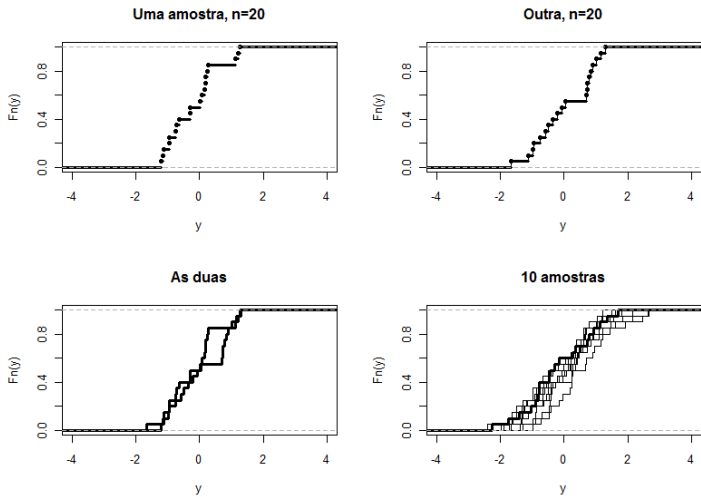 Uma amostra, n=20
Fn(y)
0.0 0.4 0.8
-4 -2 0 2 4
y
Outra, n=20
Fn(y)
0.0 0.4 0.8
-4 -2 0 2 4
y
As duas
Fn(y)
0.0 0.4 0.8
-4 -2 0 2 4
y
10 amostras
Fn(y)
0.0 0.4 0.8
-4 -2 0 2 4
y